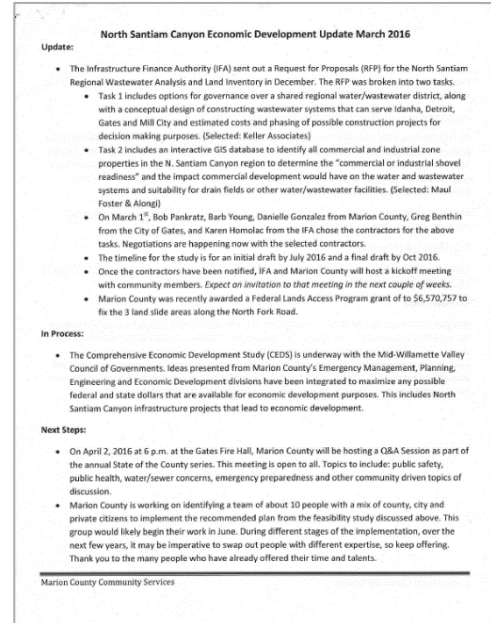 North Santiam Canyon Economic Development Update March 2016
Update:
• The Infrastructure Finance Authority (IFA) sent out a Request for Proposals (RFP) for the North Santiam
Regional Wastewater Analysis and Land Inventory in December. The RFP was broken into two tasks.
• Task 1 includes options for governance over a shared regional water/wastewater district, along
with a conceptual design of constructing wastewater systems that can serve Idanha, Detroit,
Gates and Mill City and estimated costs and phasing of possible construction projects for
decision making purposes. (Selected: Keller Associates)
• Task 2 includes an interactive GIS database to identify all commercial and industrial zone
properties in the N. Santiam Canyon region to determine the "commercial or industrial shovel
readiness" and the impact commercial development would have on the water and wastewater
systems and suitability for drain fields or other water/wastewater facilities. (Selected: Maul
Foster & Alongi)
• On March 1st, Bob Pankratz, Barb Young, Danielle Gonzalez from Marion County, Greg Benthin
from the City of Gates, and Karen Homolac from the IFA chose the contractors for the above
tasks. Negotiations are happening now with the selected contractors.
• The timeline for the study is for an initial draft by July 2016 and a final draft by Oct 2016.
• Once the contractors have been notified, IFA and Marion County will host a kickoff meeting
with community members. Expect an invitation to that meeting in the next couple of weeks.
• Marion County was recently awarded a Federal Lands Access Program grant of to $6,570,757 to
fix the 3 land slide areas along the North Fork Road.
In Process:
• The Comprehensive Economic Development Study (CEDS) is underway with the Mid-Willamette Valley
Council of Governments. Ideas presented from Marion County's Emergency Management, Planning,
Engineering and Economic Development divisions have been integrated to maximize any possible
federal and state dollars that are available for economic development purposes. This includes North
Santiam Canyon infrastructure projects that lead to economic development.
Next Steps:
• On April 2, 2016 at 6 p.m. at the Gates Fire Hall, Marion County will be hosting a Q&A Session as part of
the annual State of the County series. This meeting is open to all. Topics to include: public safety,
public health, water/sewer concerns, emergency preparedness and other community driven topics of
discussion.
• Marion County is working on identifying a team of about 10 people with a mix of county, city and
private citizens to implement the recommended plan from the feasibility study discussed above. This
group would likely begin their work in June. During different stages of the implementation, over the
next few years, it may be imperative to swap out people with different expertise, so keep offering.
Thank you to the many people who have already offered their time and talents.
Marion County Community Services